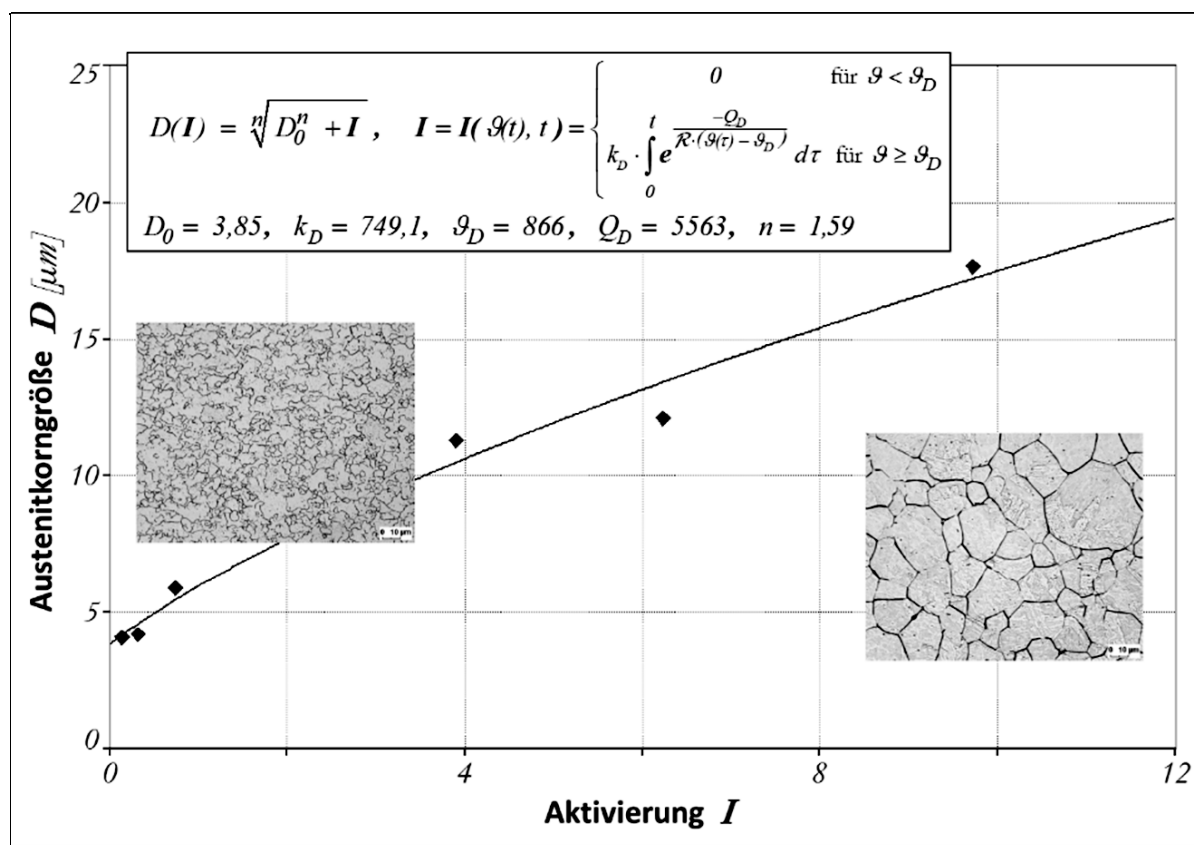 25
20
15
10
5
0
Austenitkorngröße D [µm]
D(I) = ⁿ√(D₀ⁿ + I) , I = I(ϑ(t), t) = { 0 für ϑ < ϑ_D
k_D · ∫₀ᵗ e^(−Q_D / (R·(ϑ(τ) − ϑ_D))) dτ für ϑ ≥ ϑ_D
D₀ = 3,85, k_D = 749,1, ϑ_D = 866, Q_D = 5563, n = 1,59
10 µm
10 µm
0 4 8 12
Aktivierung I